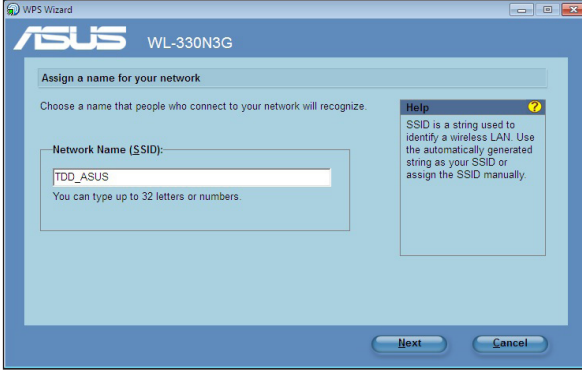 WPS Wizard
ASUS WL-330N3G
Assign a name for your network
Choose a name that people who connect to your network will recognize.
Network Name (SSID):
TDD_ASUS
You can type up to 32 letters or numbers.
Help
SSID is a string used to
identify a wireless LAN. Use
the automatically generated
string as your SSID or
assign the SSID manually.
Next
Cancel